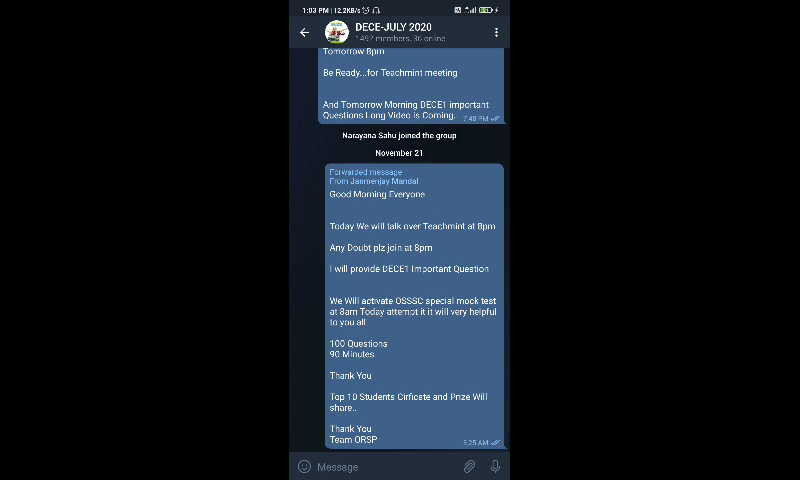 1:03 PM | 12.2KB/s
DECE-JULY 2020
1492 members, 36 online
Tomorrow 8pm
Be Ready...for Teachmint meeting
And Tomorrow Morning DECE1 important
Questions Long Video is Coming.
7:40 PM
Narayana Sahu joined the group
November 21
Forwarded message
From Janmenjay Mandal
Good Morning Everyone
Today We will talk over Teachmint at 8pm
Any Doubt plz join at 8pm
I will provide DECE1 Important Question
We Will activate OSSSC special mock test
at 8am Today attempt it it will very helpful
to you all
100 Questions
90 Minutes
Thank You
Top 10 Students Cirficate and Prize Will
share..
Thank You
Team ORSP
Message